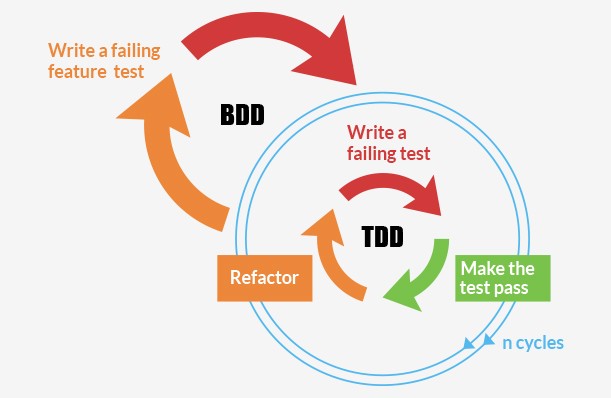 Write a failing
feature test
BDD
Write a
failing test
TDD
Refactor
Make the
test pass
n cycles